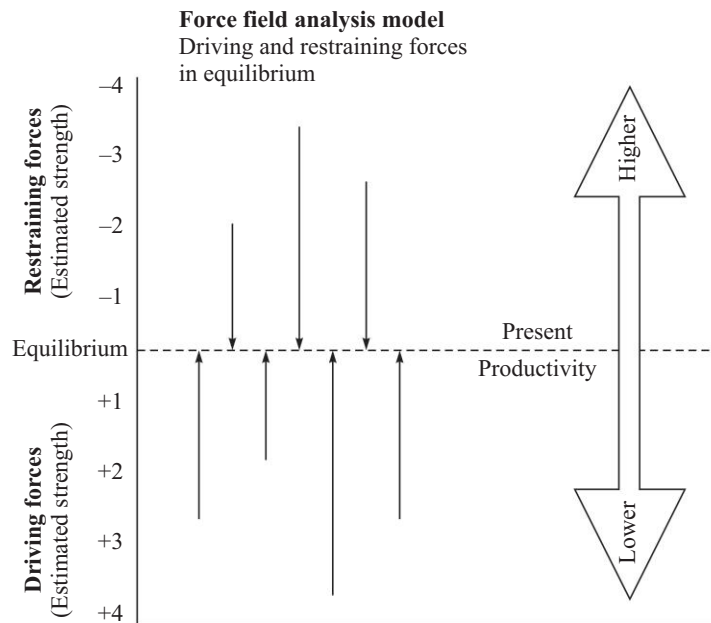 Force field analysis model
Driving and restraining forces
in equilibrium
Restraining forces
(Estimated strength)
–4
–3
–2
–1
Equilibrium
+1
+2
+3
+4
Driving forces
(Estimated strength)
Present
Productivity
Higher
Lower